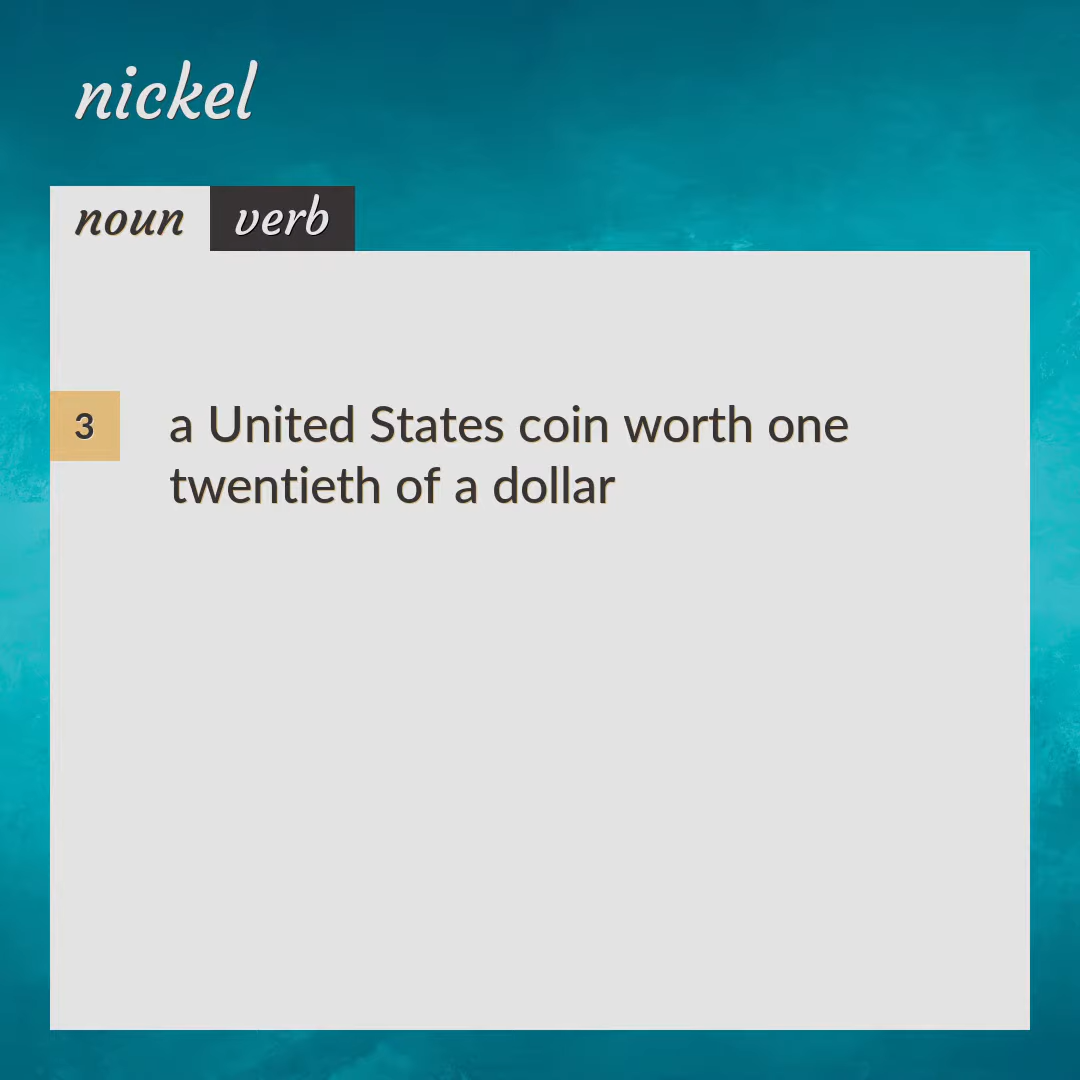 nickel
noun verb
3 a United States coin worth one
twentieth of a dollar